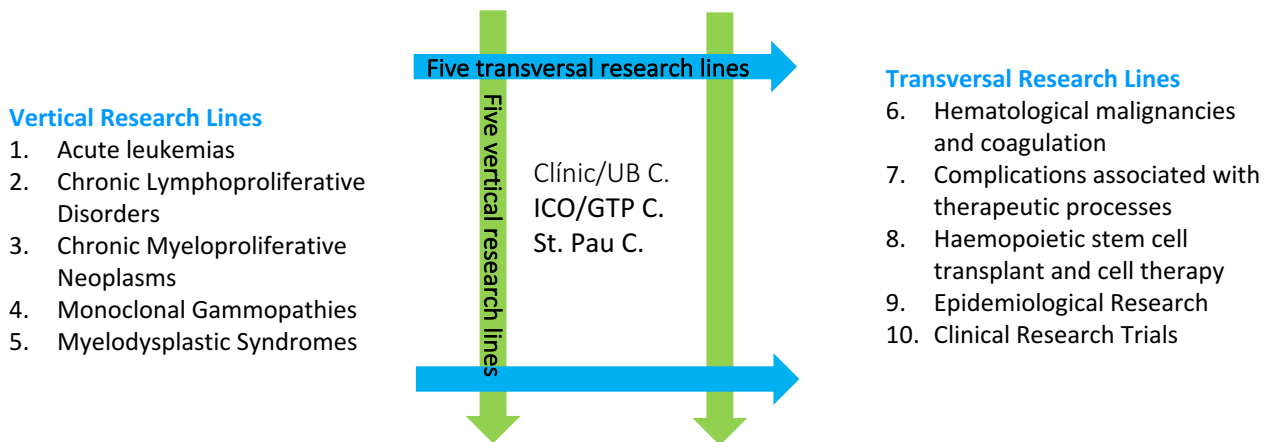 Vertical Research Lines
1. Acute leukemias
2. Chronic Lymphoproliferative
Disorders
3. Chronic Myeloproliferative
Neoplasms
4. Monoclonal Gammopathies
5. Myelodysplastic Syndromes
Five transversal research lines
Five vertical research lines
Clínic/UB C.
ICO/GTP C.
St. Pau C.
Transversal Research Lines
6. Hematological malignancies
and coagulation
7. Complications associated with
therapeutic processes
8. Haemopoietic stem cell
transplant and cell therapy
9. Epidemiological Research
10. Clinical Research Trials